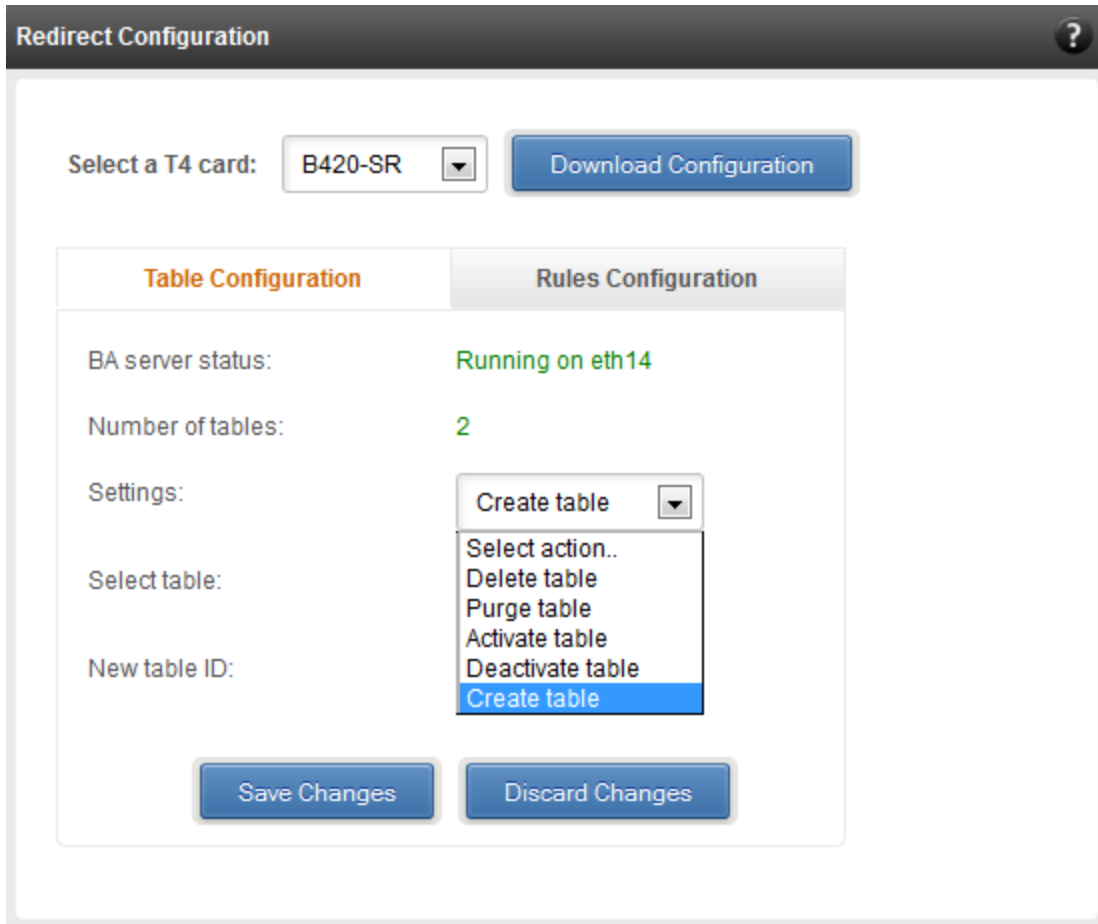 Redirect Configuration ?
Select a T4 card: B420-SR Download Configuration
Table Configuration Rules Configuration
BA server status: Running on eth14
Number of tables: 2
Settings: Create table
Select action..
Select table: Delete table
Purge table
Activate table
New table ID: Deactivate table
Create table
Save Changes Discard Changes